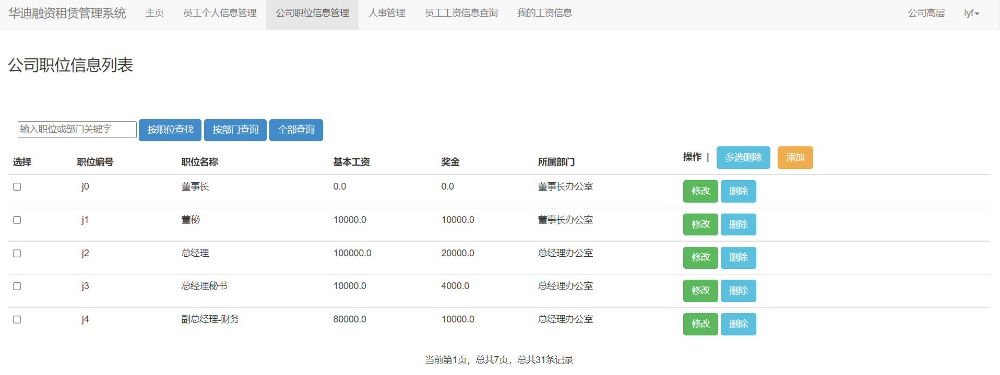 华迪融资租赁管理系统 主页 员工个人信息管理 公司职位信息管理 人事管理 员工工资信息查询 我的工资信息 公司高层 lyf
公司职位信息列表
输入职位或部门关键字 按职位查找 按部门查询 全部查询
选择 职位编号 职位名称 基本工资 奖金 所属部门 操作 | 多选删除 添加
j0 董事长 0.0 0.0 董事长办公室 修改 删除
j1 董秘 10000.0 10000.0 董事长办公室 修改 删除
j2 总经理 100000.0 20000.0 总经理办公室 修改 删除
j3 总经理秘书 10000.0 4000.0 总经理办公室 修改 删除
j4 副总经理-财务 80000.0 10000.0 总经理办公室 修改 删除
当前第1页，总共7页，总共31条记录